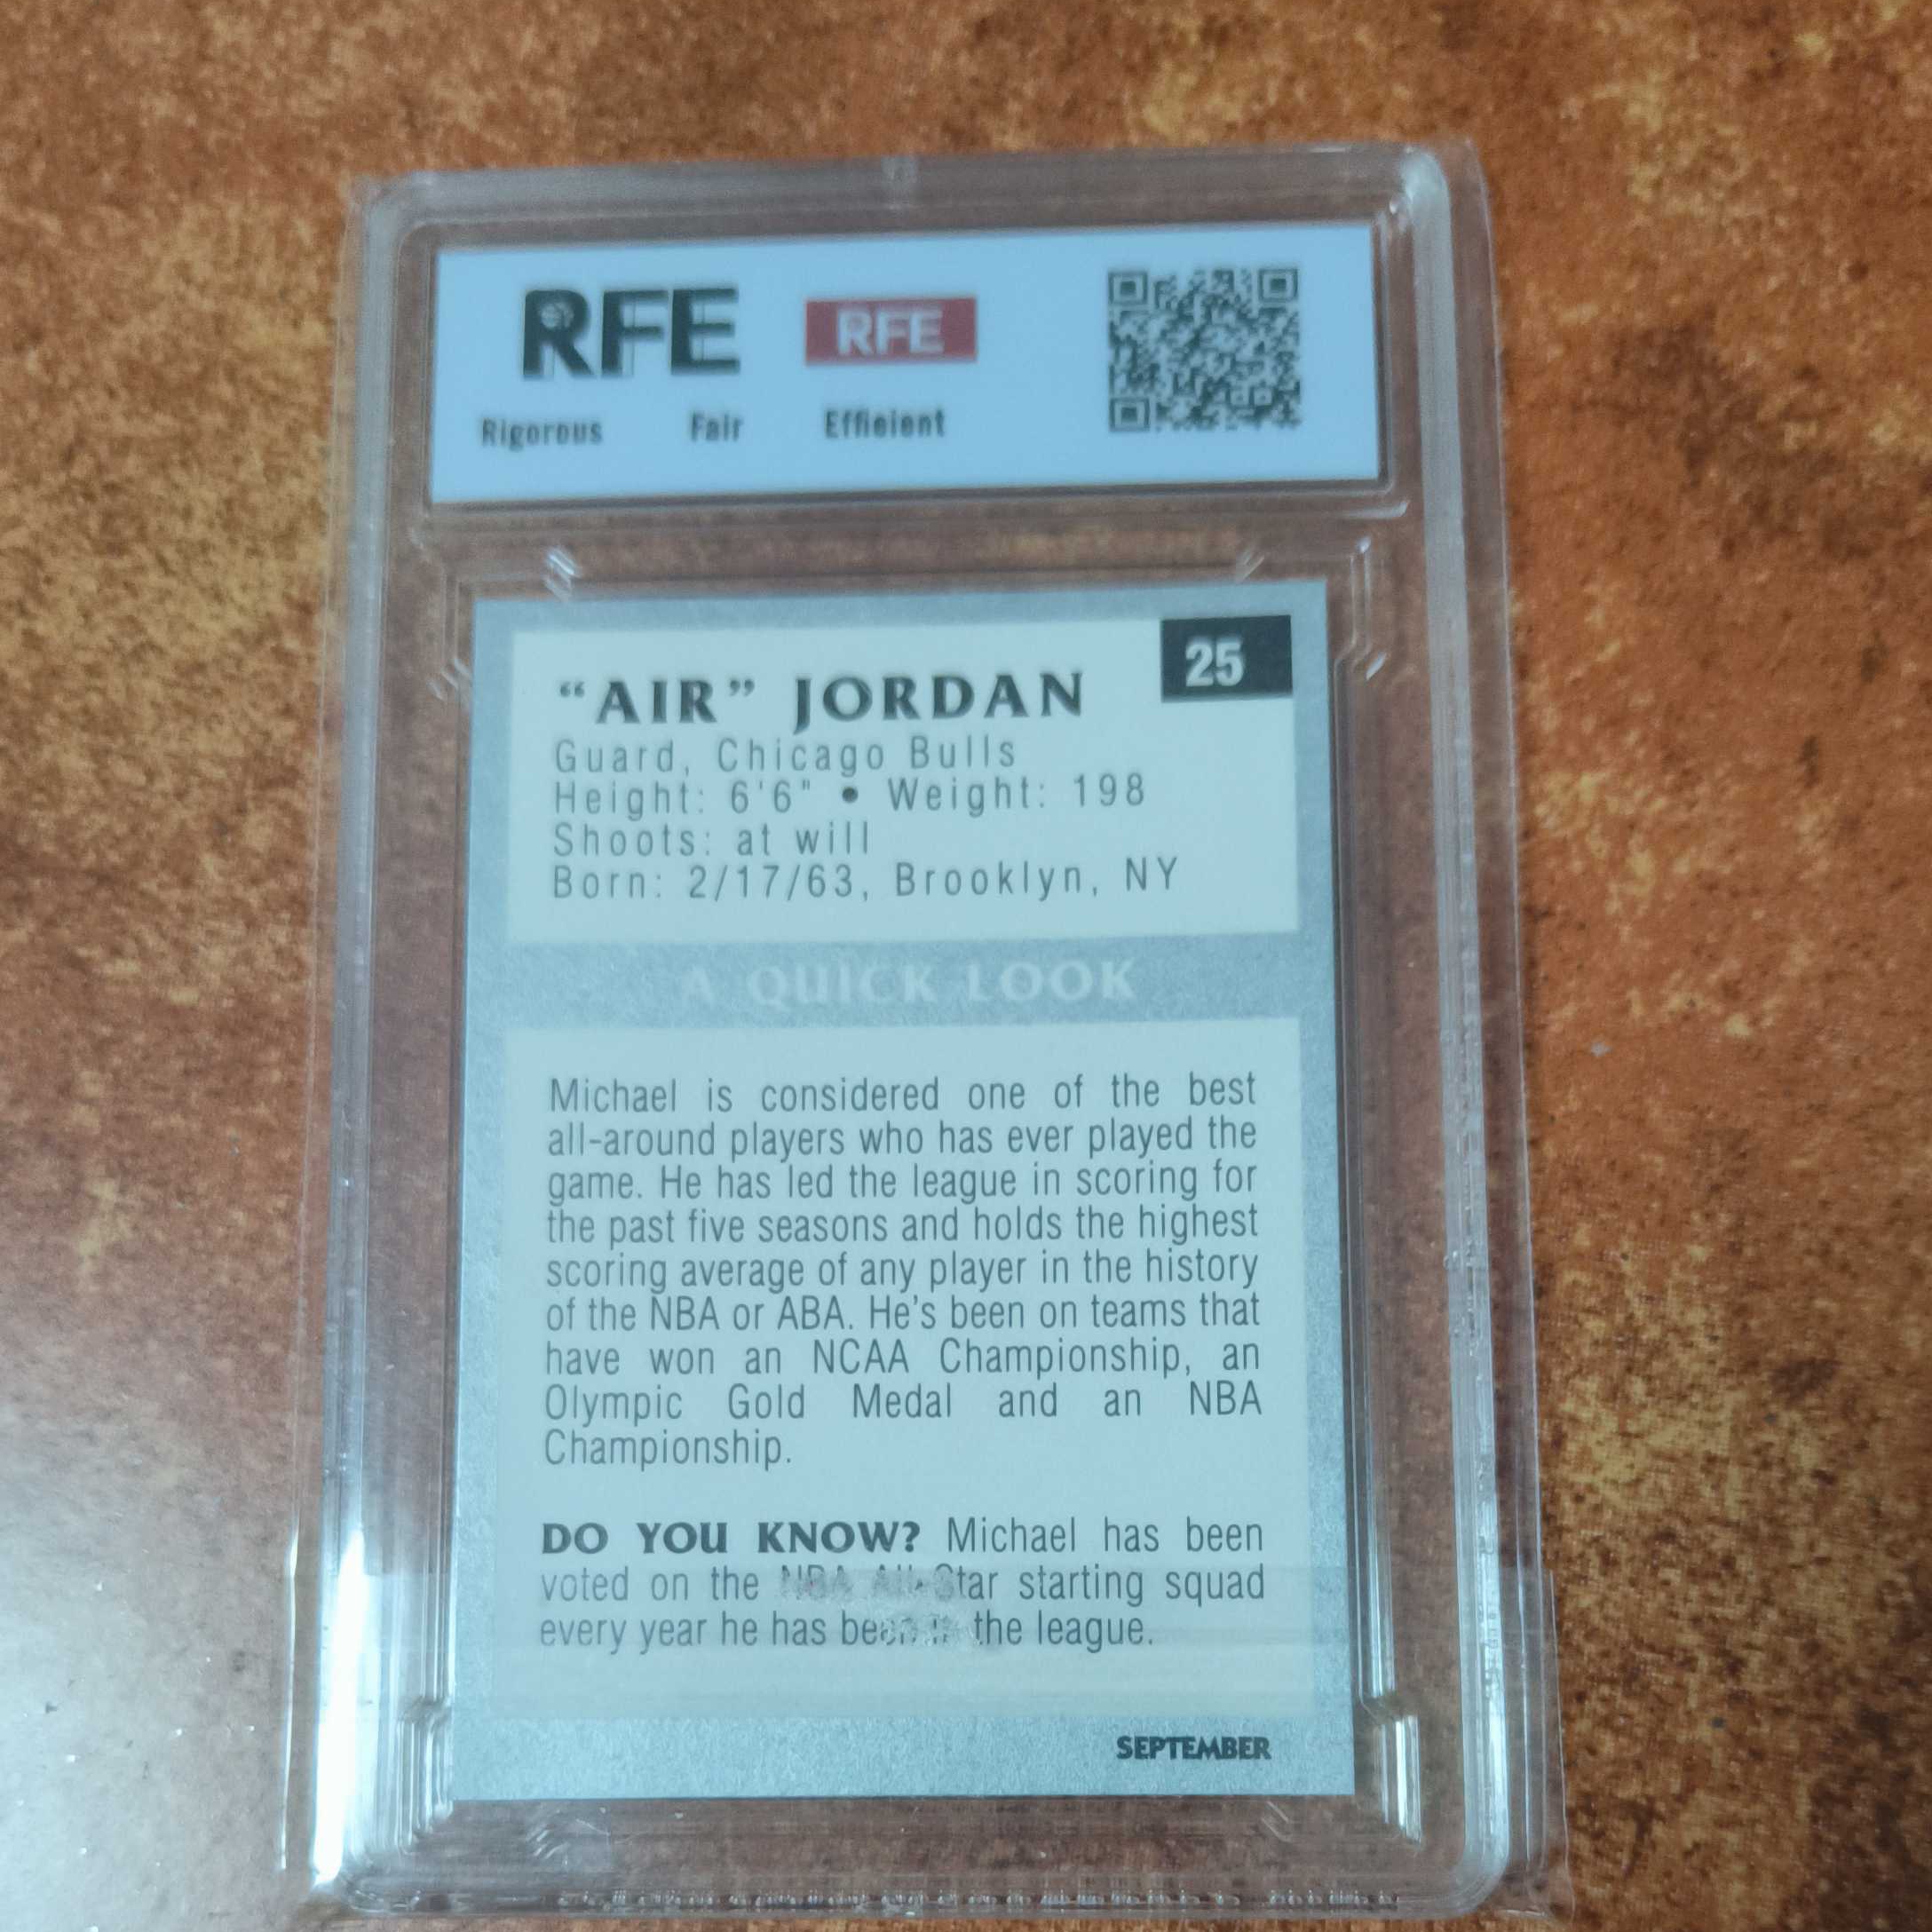 RFE RFE
Rigorous Fair Effieient
"AIR" JORDAN 25
Guard, Chicago Bulls
Height: 6'6" • Weight: 198
Shoots: at will
Born: 2/17/63, Brooklyn, NY
A QUICK LOOK
Michael is considered one of the best
all-around players who has ever played the
game. He has led the league in scoring for
the past five seasons and holds the highest
scoring average of any player in the history
of the NBA or ABA. He's been on teams that
have won an NCAA Championship, an
Olympic Gold Medal and an NBA
Championship.
DO YOU KNOW? Michael has been
voted on the NBA All-Star starting squad
every year he has been in the league.
SEPTEMBER